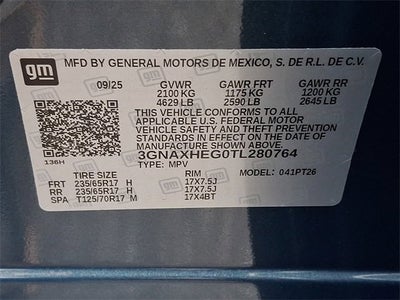 gm MFD BY GENERAL MOTORS DE MEXICO, S. DE R.L. DE C.V.
09/25 GVWR GAWR FRT GAWR RR
2100 KG 1175 KG 1200 KG
4629 LB 2590 LB 2645 LB
THIS VEHICLE CONFORMS TO ALL
APPLICABLE U.S. FEDERAL MOTOR
VEHICLE SAFETY AND THEFT PREVENTION
STANDARDS IN EFFECT ON THE DATE OF
MANUFACTURE SHOWN ABOVE.
3GNAXHEG0TL280764
136H TYPE: MPV
TIRE SIZE RIM MODEL: 041PT26
FRT 235/65R17 H 17X7.5J
RR 235/65R17 H 17X7.5J
SPA T125/70R17 M 17X4BT